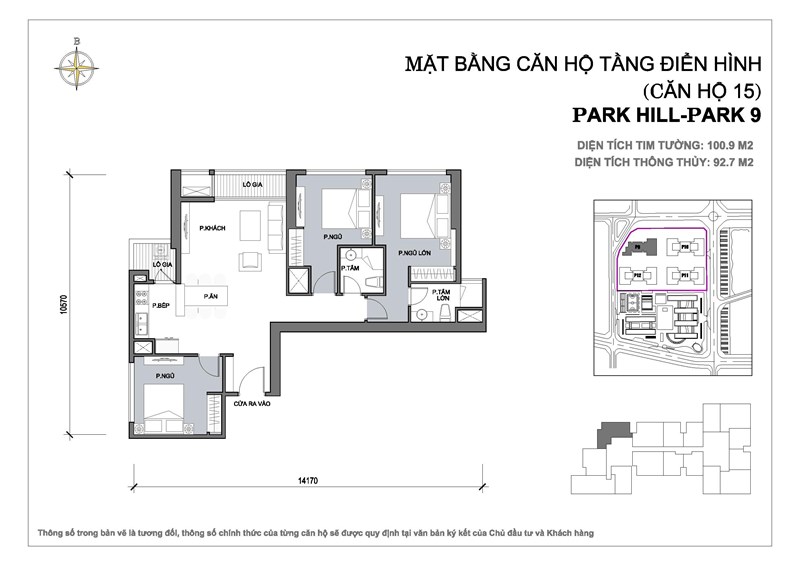 B
MẶT BẰNG CĂN HỘ TẦNG ĐIỂN HÌNH
(CĂN HỘ 15)
PARK HILL-PARK 9
DIỆN TÍCH TIM TƯỜNG: 100.9 M2
DIỆN TÍCH THÔNG THỦY: 92.7 M2
LÔ GIA
P.KHÁCH
P.NGỦ
P.NGỦ LỚN
LÔ GIA
P.TẮM
P.BẾP
P.ĂN
P.TẮM
LỚN
P.NGỦ
CỬA RA VÀO
10570
14170
P9
P10
P12
P11
Thông số trong bản vẽ là tương đối, thông số chính thức của từng căn hộ sẽ được quy định tại văn bản ký kết của Chủ đầu tư và Khách hàng